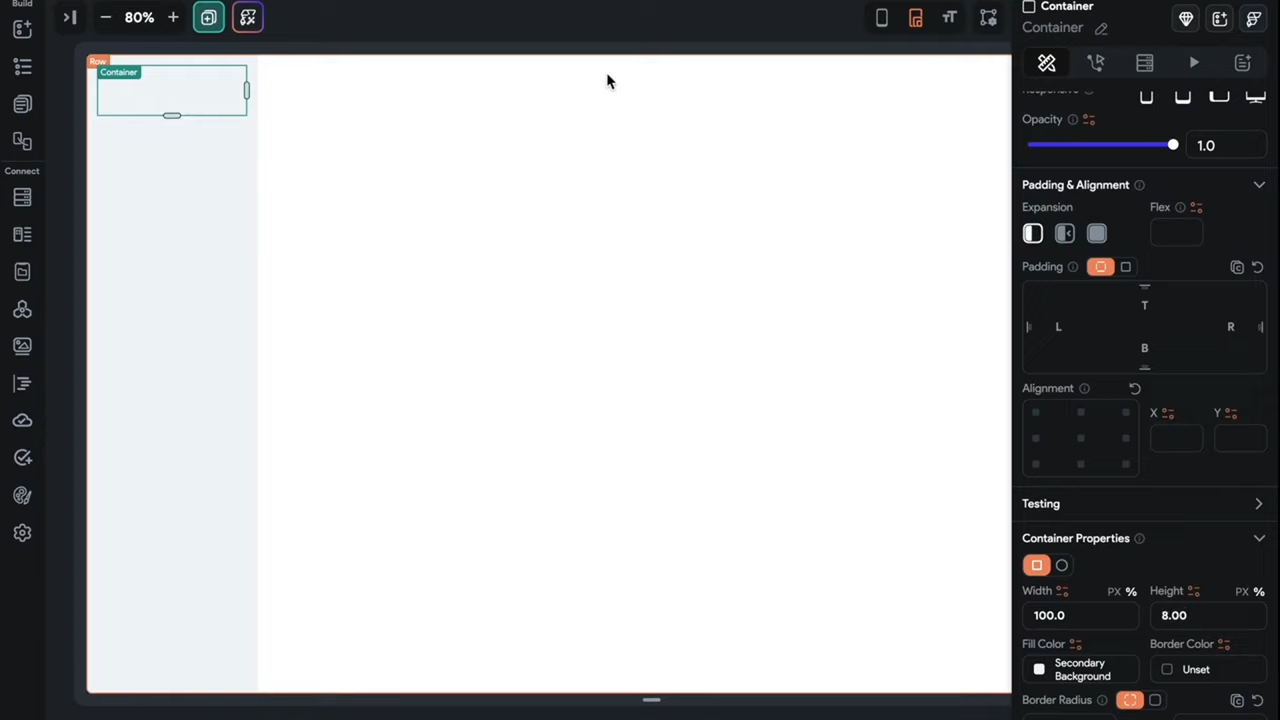 Build
80%
Container
Container
Row
Container
Connect
Responsive
Opacity
1.0
Padding & Alignment
Expansion
Flex
Padding
T
L
R
B
Alignment
X
Y
Testing
Container Properties
Width
PX %
Height
PX %
100.0
8.00
Fill Color
Border Color
Secondary
Background
Unset
Border Radius